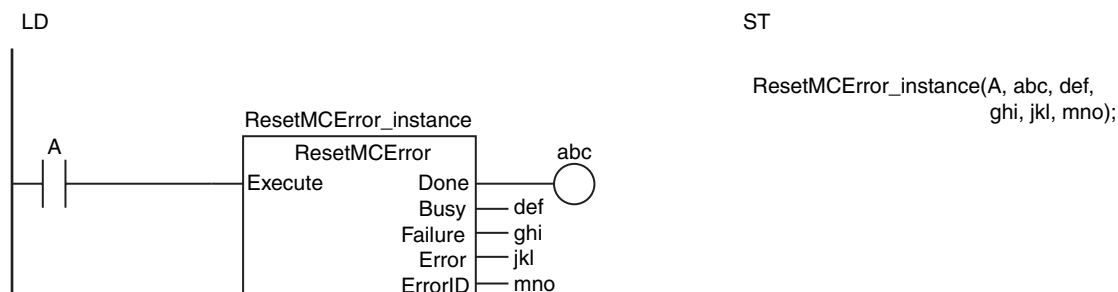 LD
ST
ResetMCError_instance(A, abc, def,
ghi, jkl, mno);
ResetMCError_instance
A
ResetMCError
abc
Execute
Done
Busy
def
Failure
ghi
Error
jkl
ErrorID
mno